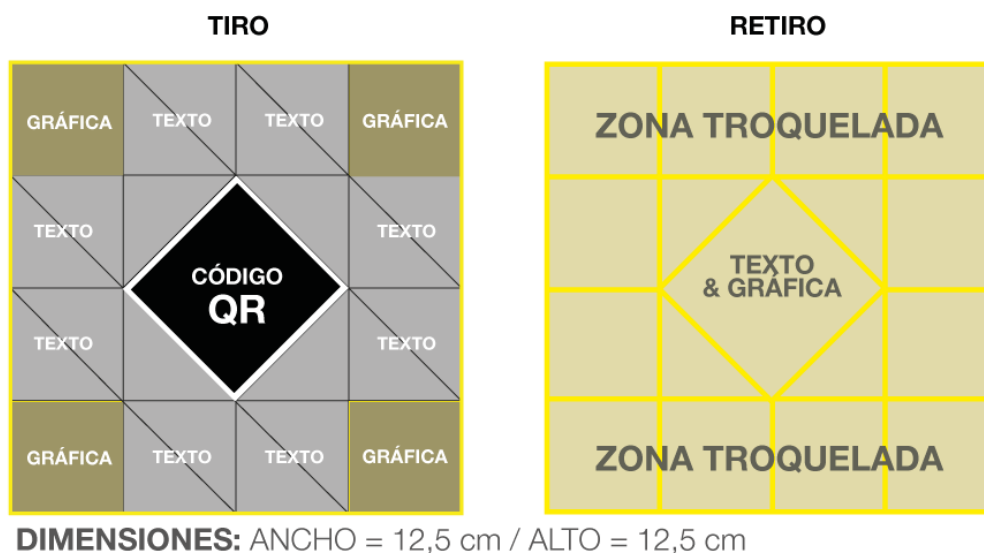 TIRO
RETIRO
GRÁFICA TEXTO TEXTO GRÁFICA
ZONA TROQUELADA
TEXTO TEXTO
CÓDIGO
QR
TEXTO
& GRÁFICA
TEXTO TEXTO
GRÁFICA TEXTO TEXTO GRÁFICA
ZONA TROQUELADA
DIMENSIONES: ANCHO = 12,5 cm / ALTO = 12,5 cm